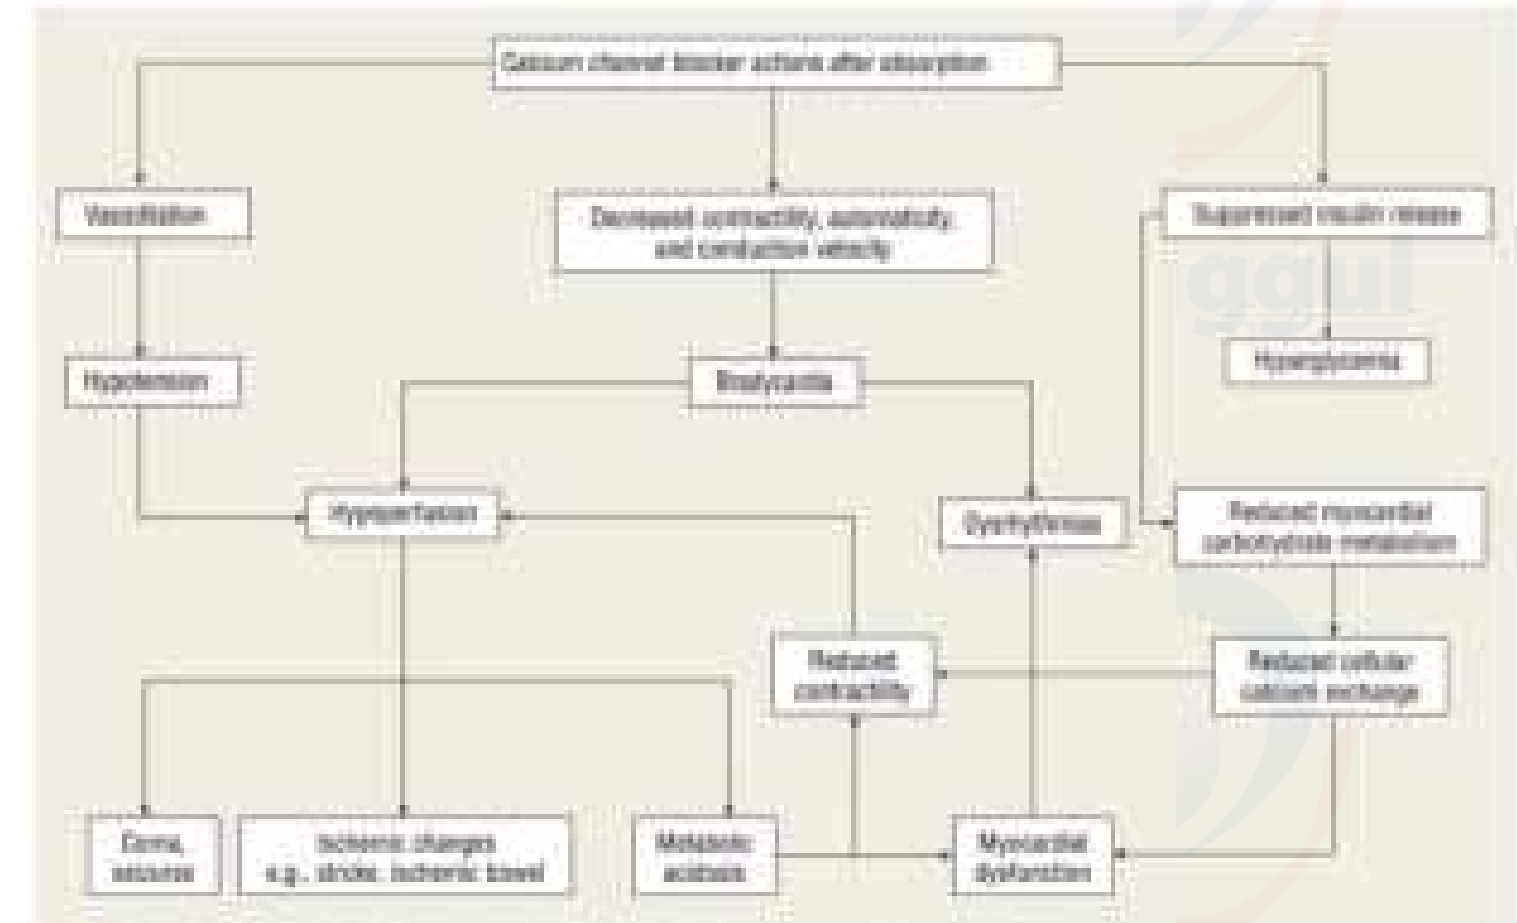 Calcium channel blocker actions after absorption
Vasodilation
Decreased contractility, automaticity,
and conduction velocity
Suppressed insulin release
ggul
Hypotension
Bradycardia
Hyperglycemia
Hypoperfusion
Dysrhythmias
Reduced myocardial
carbohydrate metabolism
Reduced
contractility
Reduced cellular
calcium exchange
Coma,
seizures
Ischemic changes
e.g., stroke, ischemic bowel
Metabolic
acidosis
Myocardial
dysfunction